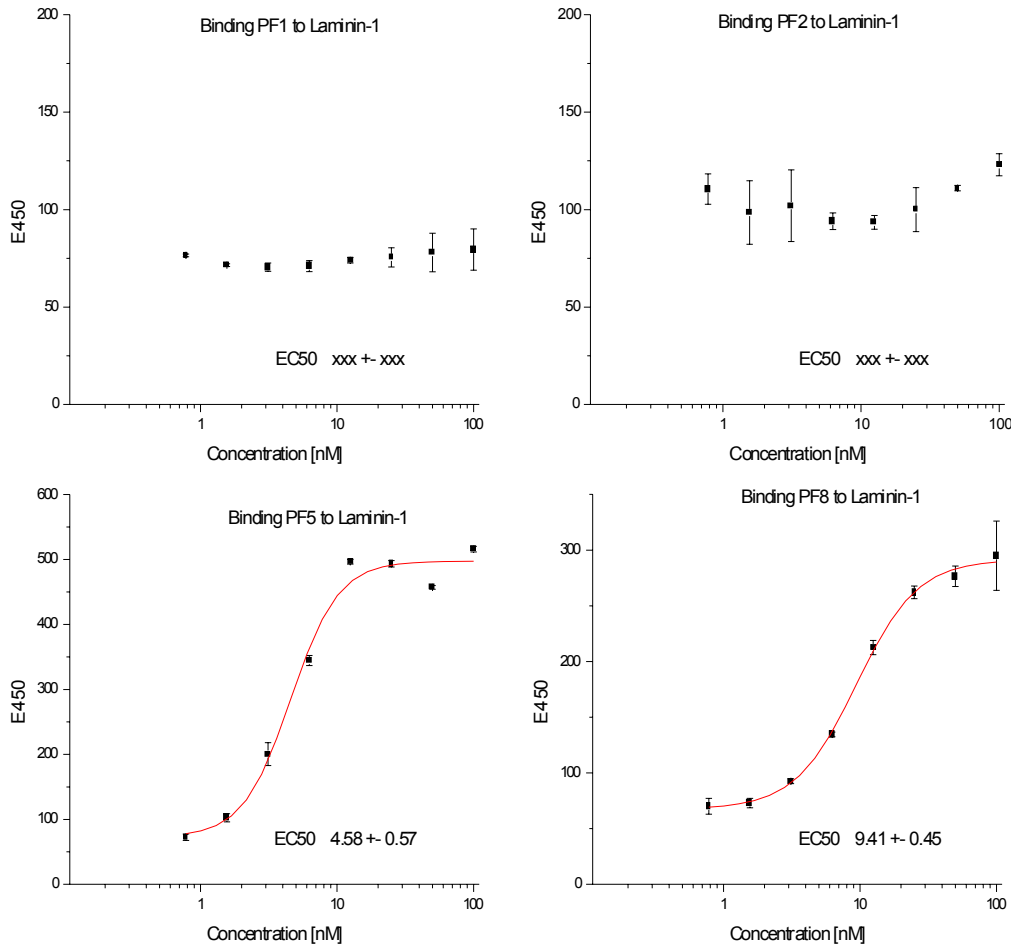 Binding PF1 to Laminin-1
200
150
100
50
0
E450
EC50 xxx +- xxx
1 10 100
Concentration [nM]
Binding PF2 to Laminin-1
200
150
100
50
0
E450
EC50 xxx +- xxx
1 10 100
Concentration [nM]
Binding PF5 to Laminin-1
600
500
400
300
200
100
0
E450
EC50 4.58 +- 0.57
1 10 100
Concentration [nM]
Binding PF8 to Laminin-1
300
200
100
0
E450
EC50 9.41 +- 0.45
1 10 100
Concentration [nM]